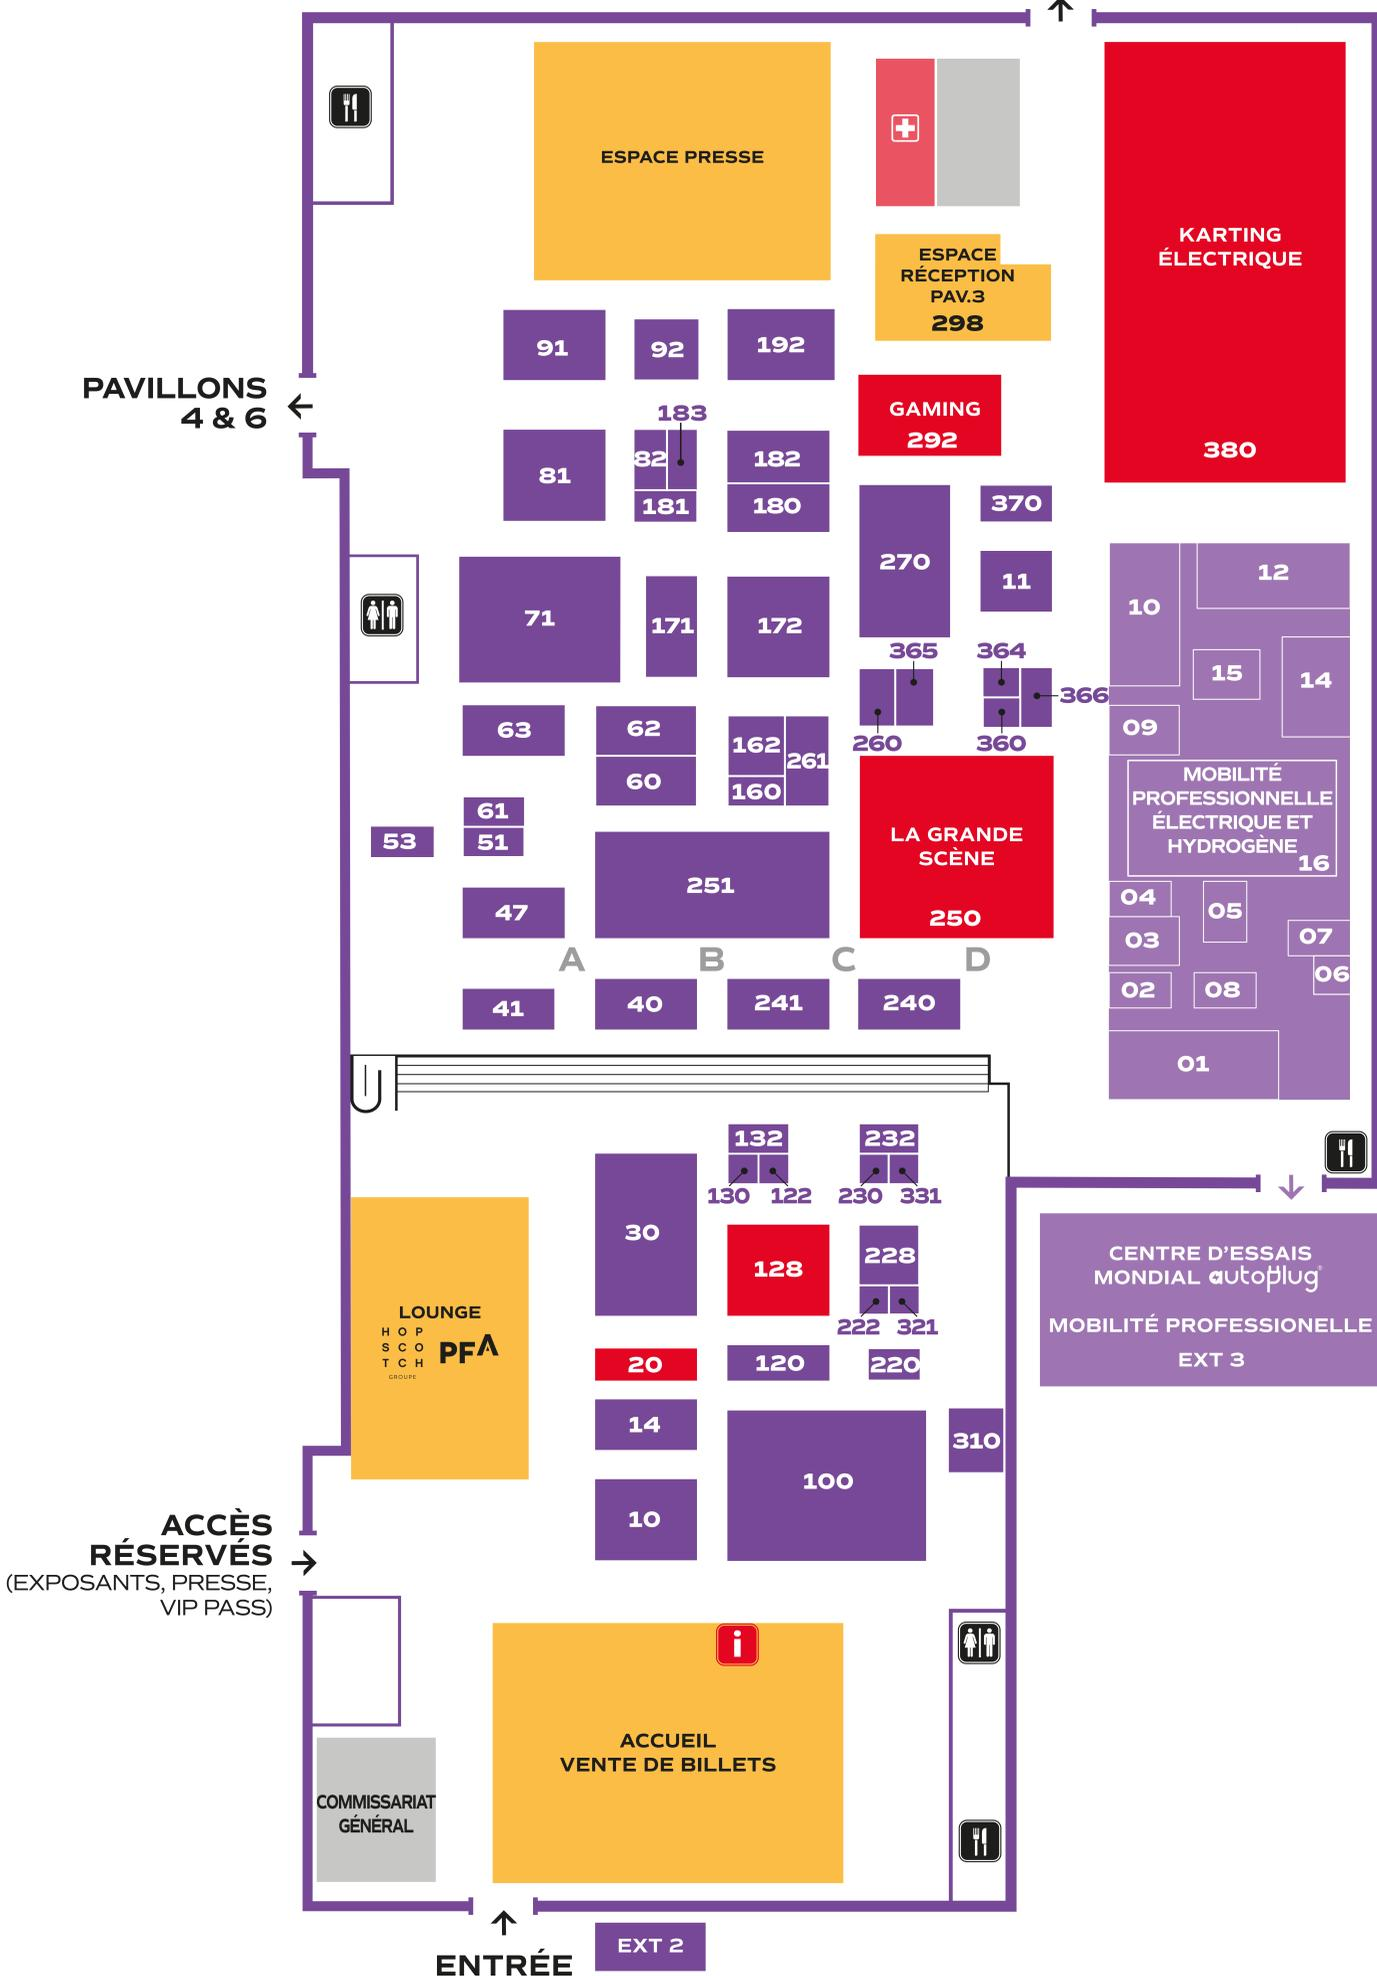 ESPACE PRESSE
KARTING
ÉLECTRIQUE
380
ESPACE
RÉCEPTION
PAV.3
298
91
92
192
PAVILLONS
4 & 6
GAMING
292
183
81
82
181
182
180
270
370
11
71
171
172
365
364
366
260
360
10
12
15
14
09
MOBILITÉ
PROFESSIONNELLE
ÉLECTRIQUE ET
HYDROGÈNE
16
04
05
03
07
06
02
08
01
63
62
60
162
261
160
61
51
53
251
LA GRANDE
SCÈNE
250
47
A B C D
41
40
241
240
132
130
122
232
230
331
30
128
228
222
321
LOUNGE
HOP
SCO
TCH
GROUPE
PFA
20
120
220
14
100
310
10
CENTRE D'ESSAIS
MONDIAL autoplug®
MOBILITÉ PROFESSIONELLE
EXT 3
ACCÈS
RÉSERVÉS
(EXPOSANTS, PRESSE,
VIP PASS)
i
ACCUEIL
VENTE DE BILLETS
COMMISSARIAT
GÉNÉRAL
ENTRÉE
EXT 2